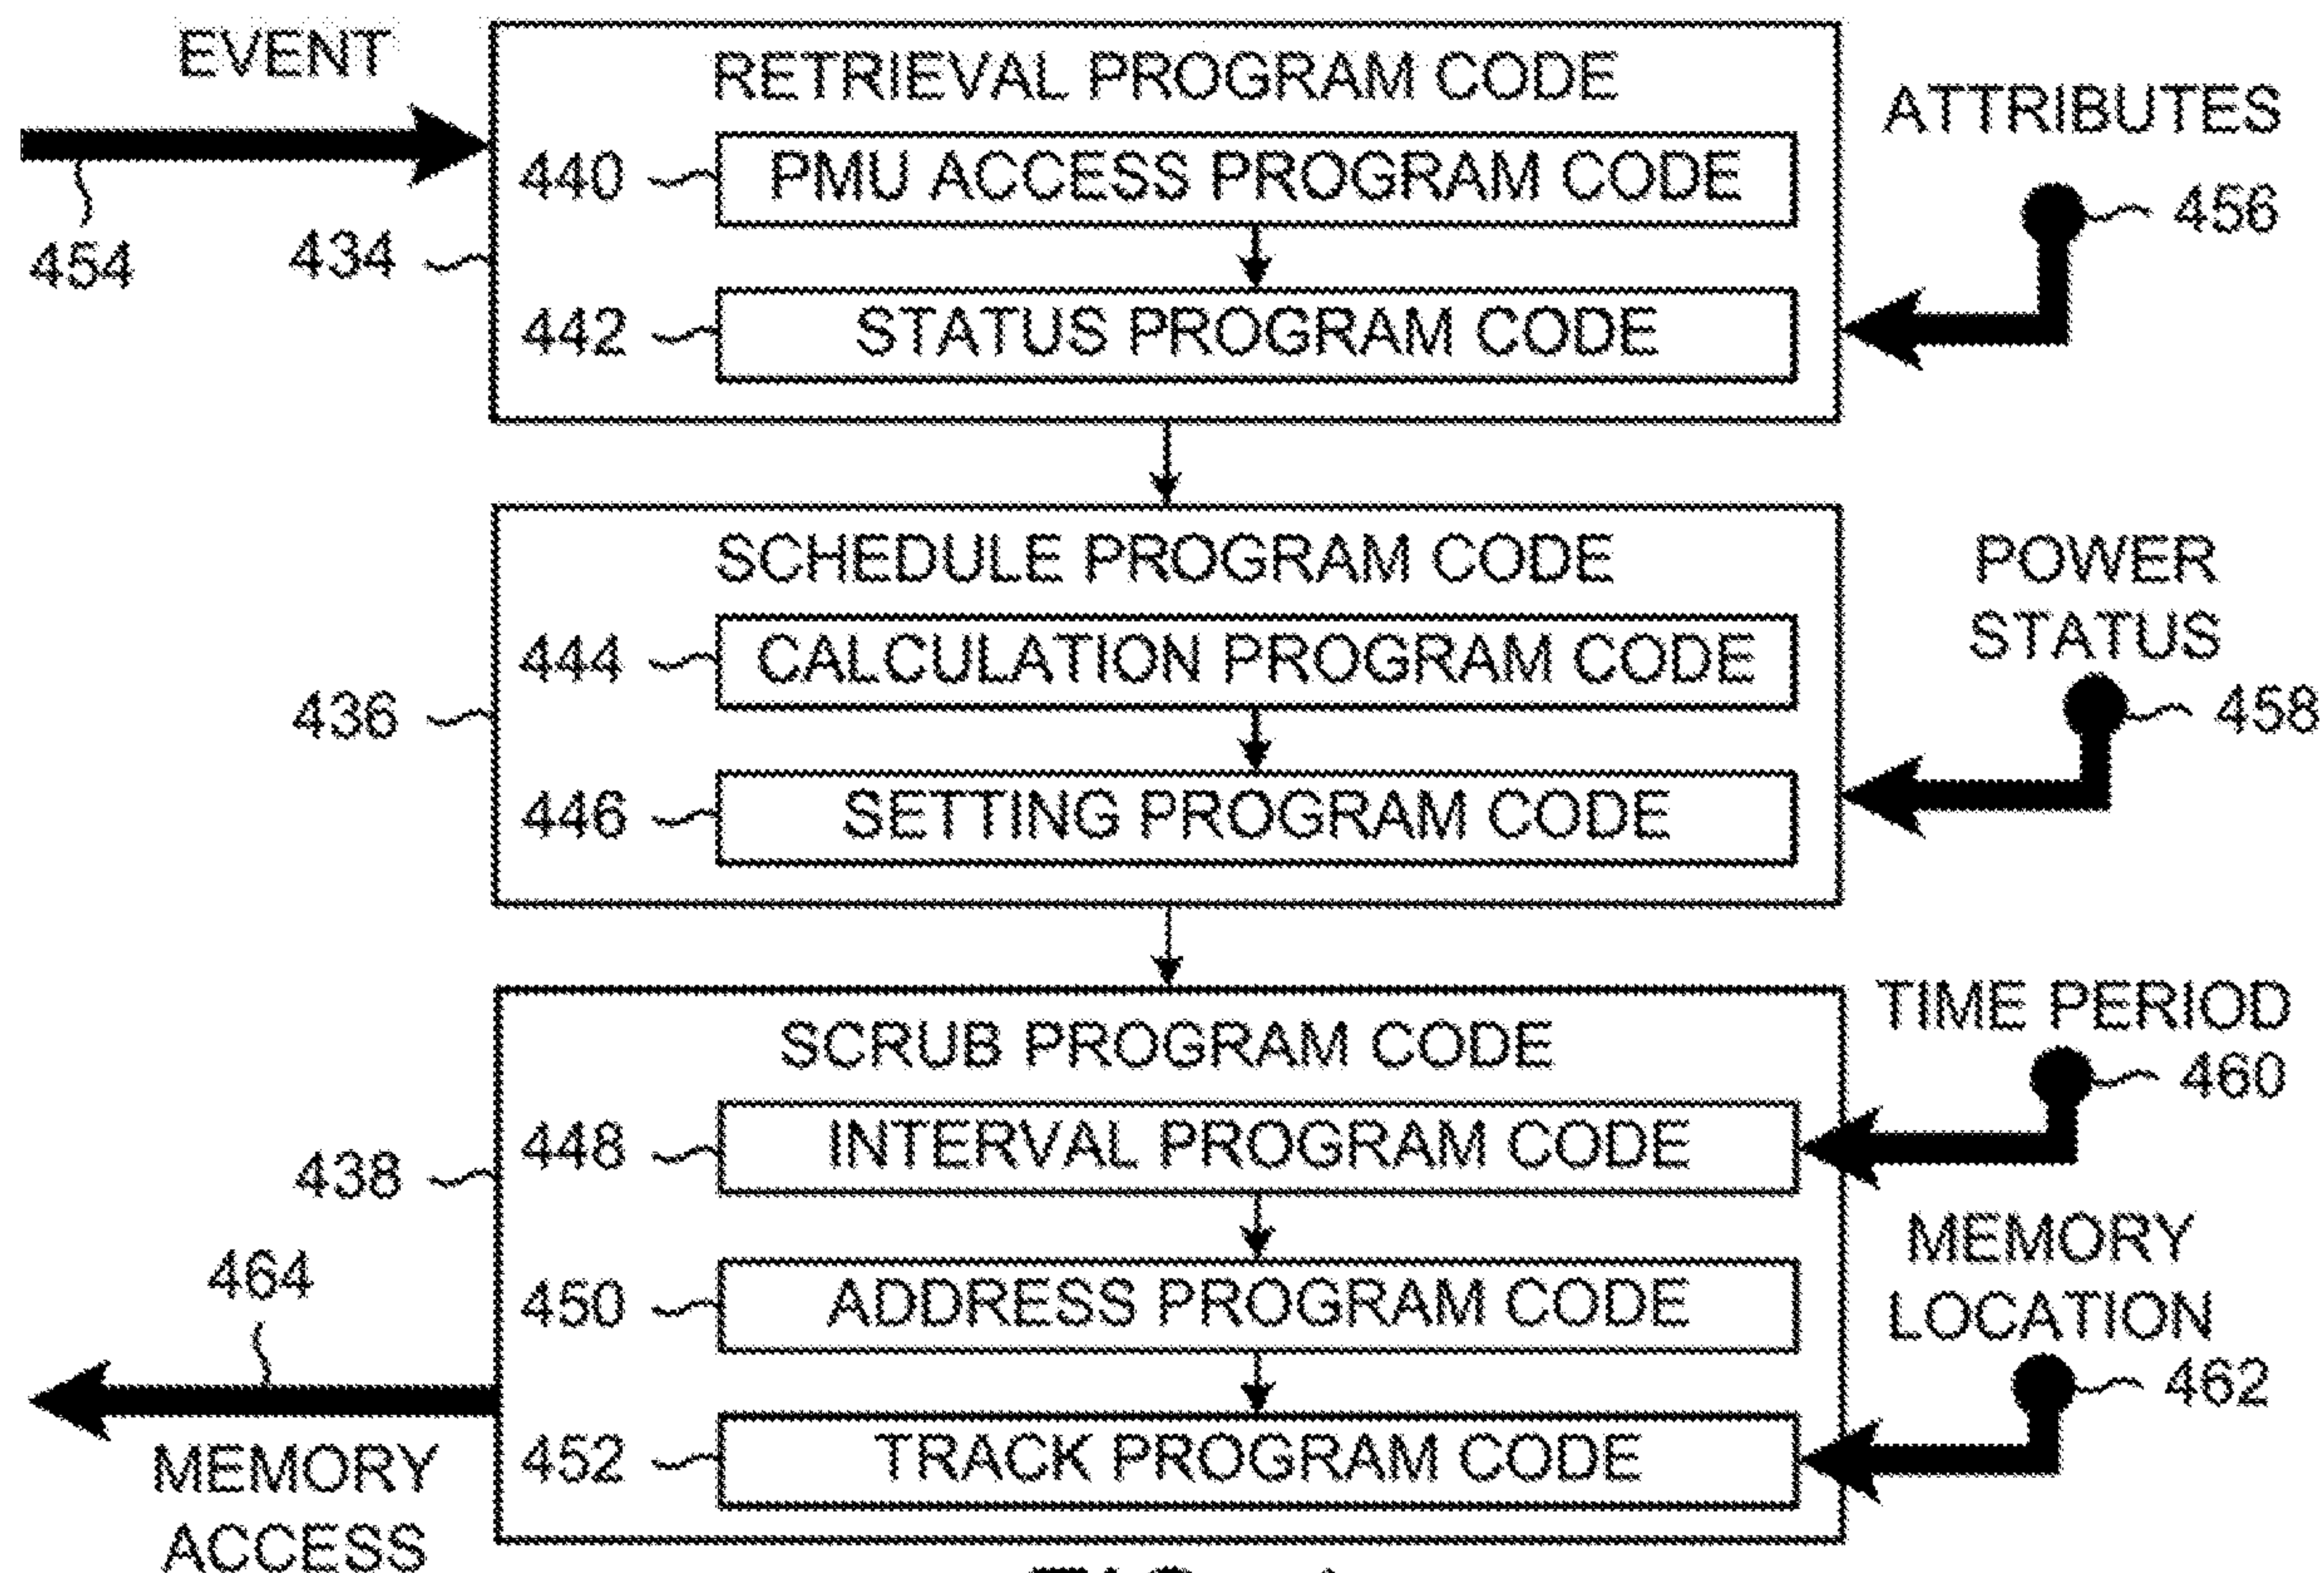 EVENT
454
434
RETRIEVAL PROGRAM CODE
440
PMU ACCESS PROGRAM CODE
442
STATUS PROGRAM CODE
ATTRIBUTES
456
SCHEDULE PROGRAM CODE
436
444
CALCULATION PROGRAM CODE
446
SETTING PROGRAM CODE
POWER
STATUS
458
SCRUB PROGRAM CODE
438
448
INTERVAL PROGRAM CODE
450
ADDRESS PROGRAM CODE
452
TRACK PROGRAM CODE
TIME PERIOD
460
MEMORY
LOCATION
462
464
MEMORY
ACCESS